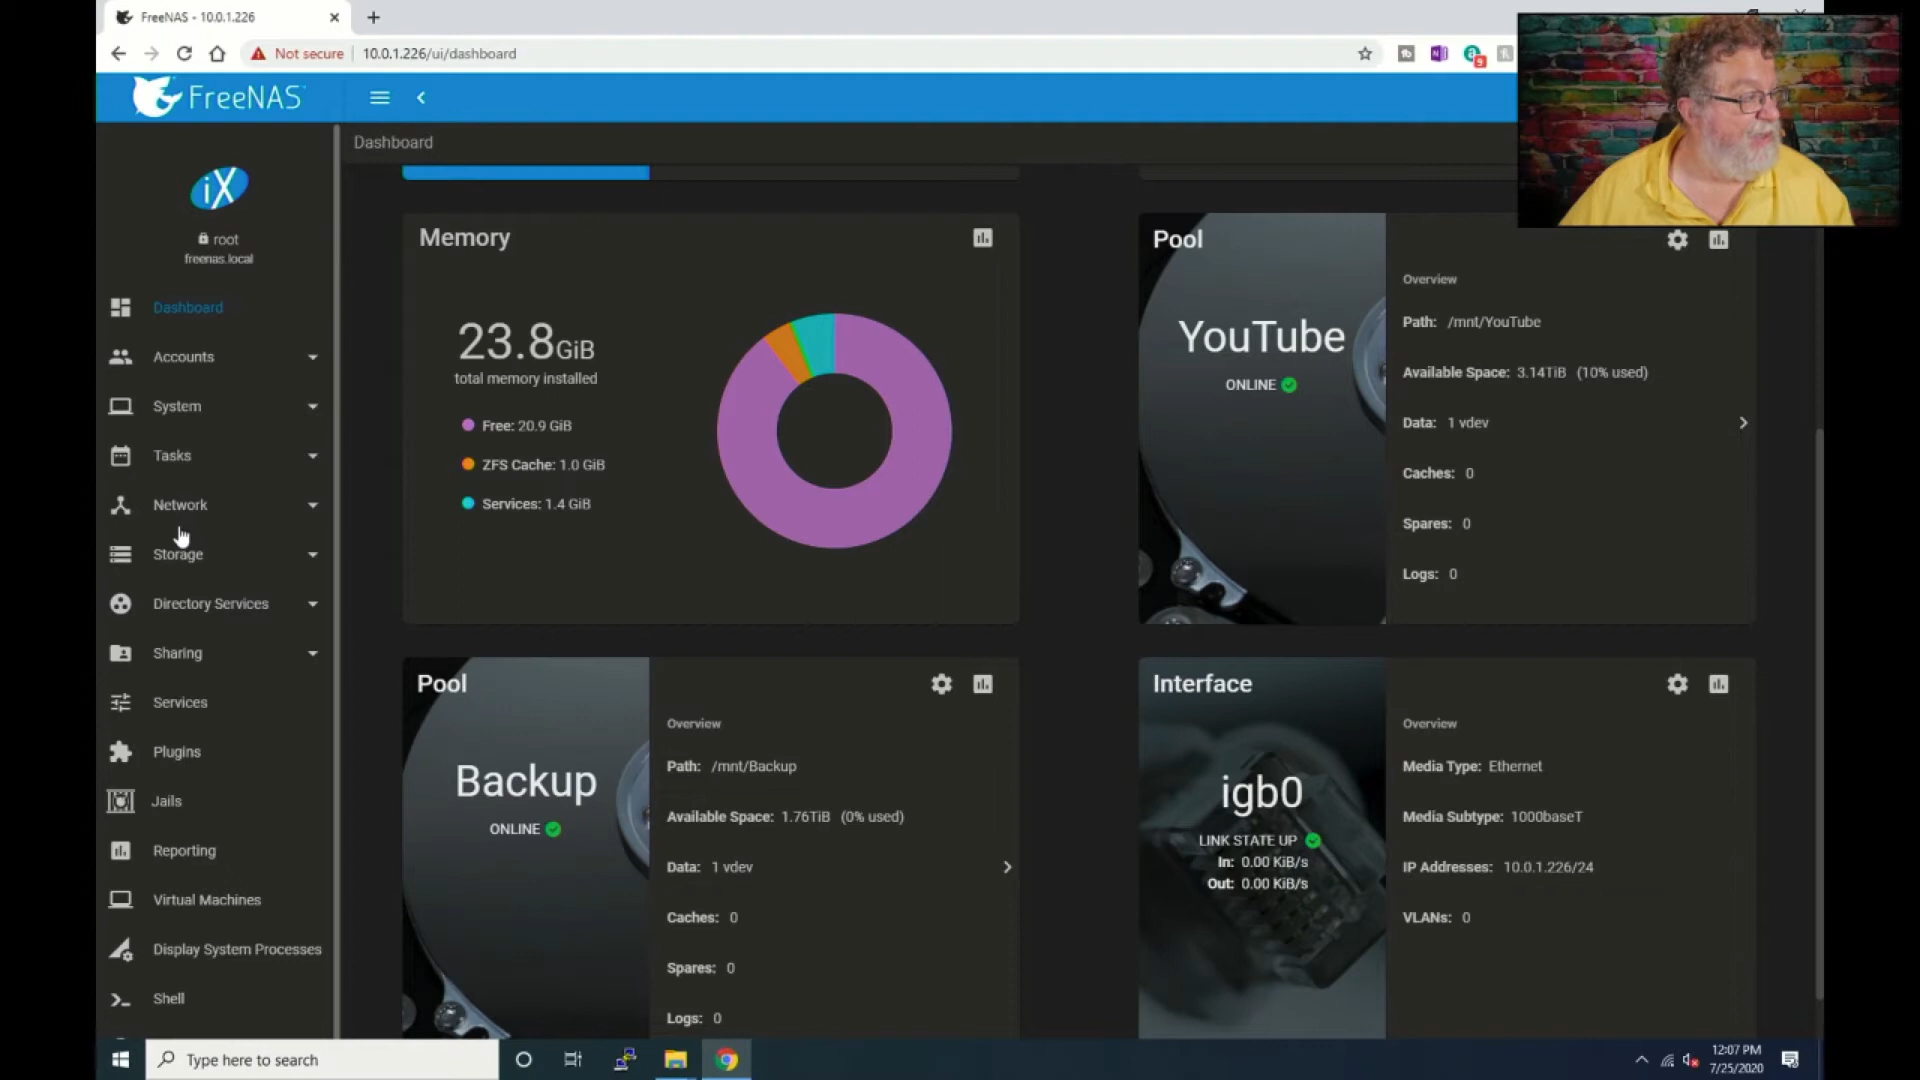 FreeNAS - 10.0.1.226
Not secure
10.0.1.226/ui/dashboard
9
FreeNAS
Dashboard
iX
root
freenas.local
Dashboard
Accounts
System
Tasks
Network
Storage
Directory Services
Sharing
Services
Plugins
Jails
Reporting
Virtual Machines
Display System Processes
Shell
Memory
23.8GiB
total memory installed
Free: 20.9 GiB
ZFS Cache: 1.0 GiB
Services: 1.4 GiB
Pool
YouTube
ONLINE
Overview
Path: /mnt/YouTube
Available Space: 3.14TiB (10% used)
Data: 1 vdev
Caches: 0
Spares: 0
Logs: 0
Pool
Backup
ONLINE
Overview
Path: /mnt/Backup
Available Space: 1.76TiB (0% used)
Data: 1 vdev
Caches: 0
Spares: 0
Logs: 0
Interface
igb0
LINK STATE UP
In: 0.00 KiB/s
Out: 0.00 KiB/s
Overview
Media Type: Ethernet
Media Subtype: 1000baseT
IP Addresses: 10.0.1.226/24
VLANs: 0
Type here to search
12:07 PM
7/25/2020